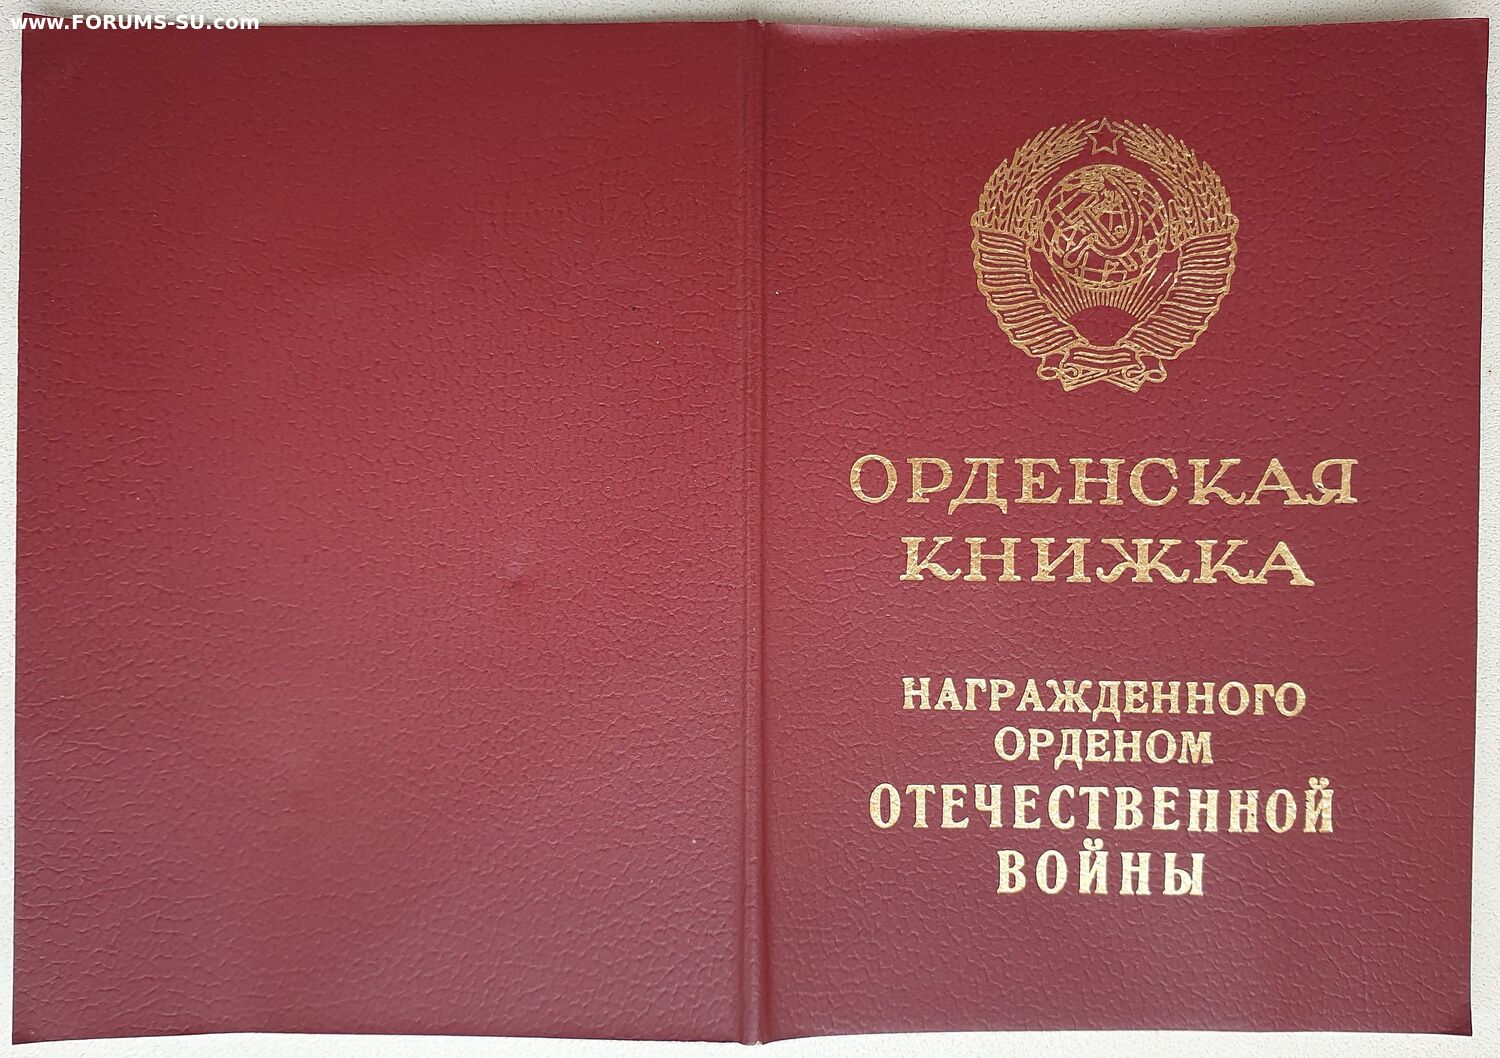 www.FORUMS-SU.com
ОРДЕНСКАЯ
КНИЖКА
НАГРАЖДЕННОГО
ОРДЕНОМ
ОТЕЧЕСТВЕННОЙ
ВОЙНЫ